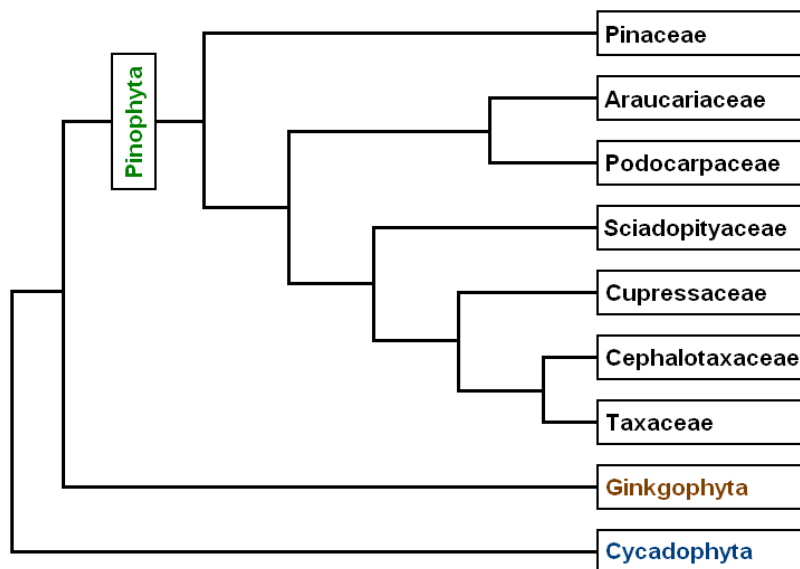 Pinaceae
Pinophyta
Araucariaceae
Podocarpaceae
Sciadopityaceae
Cupressaceae
Cephalotaxaceae
Taxaceae
Ginkgophyta
Cycadophyta